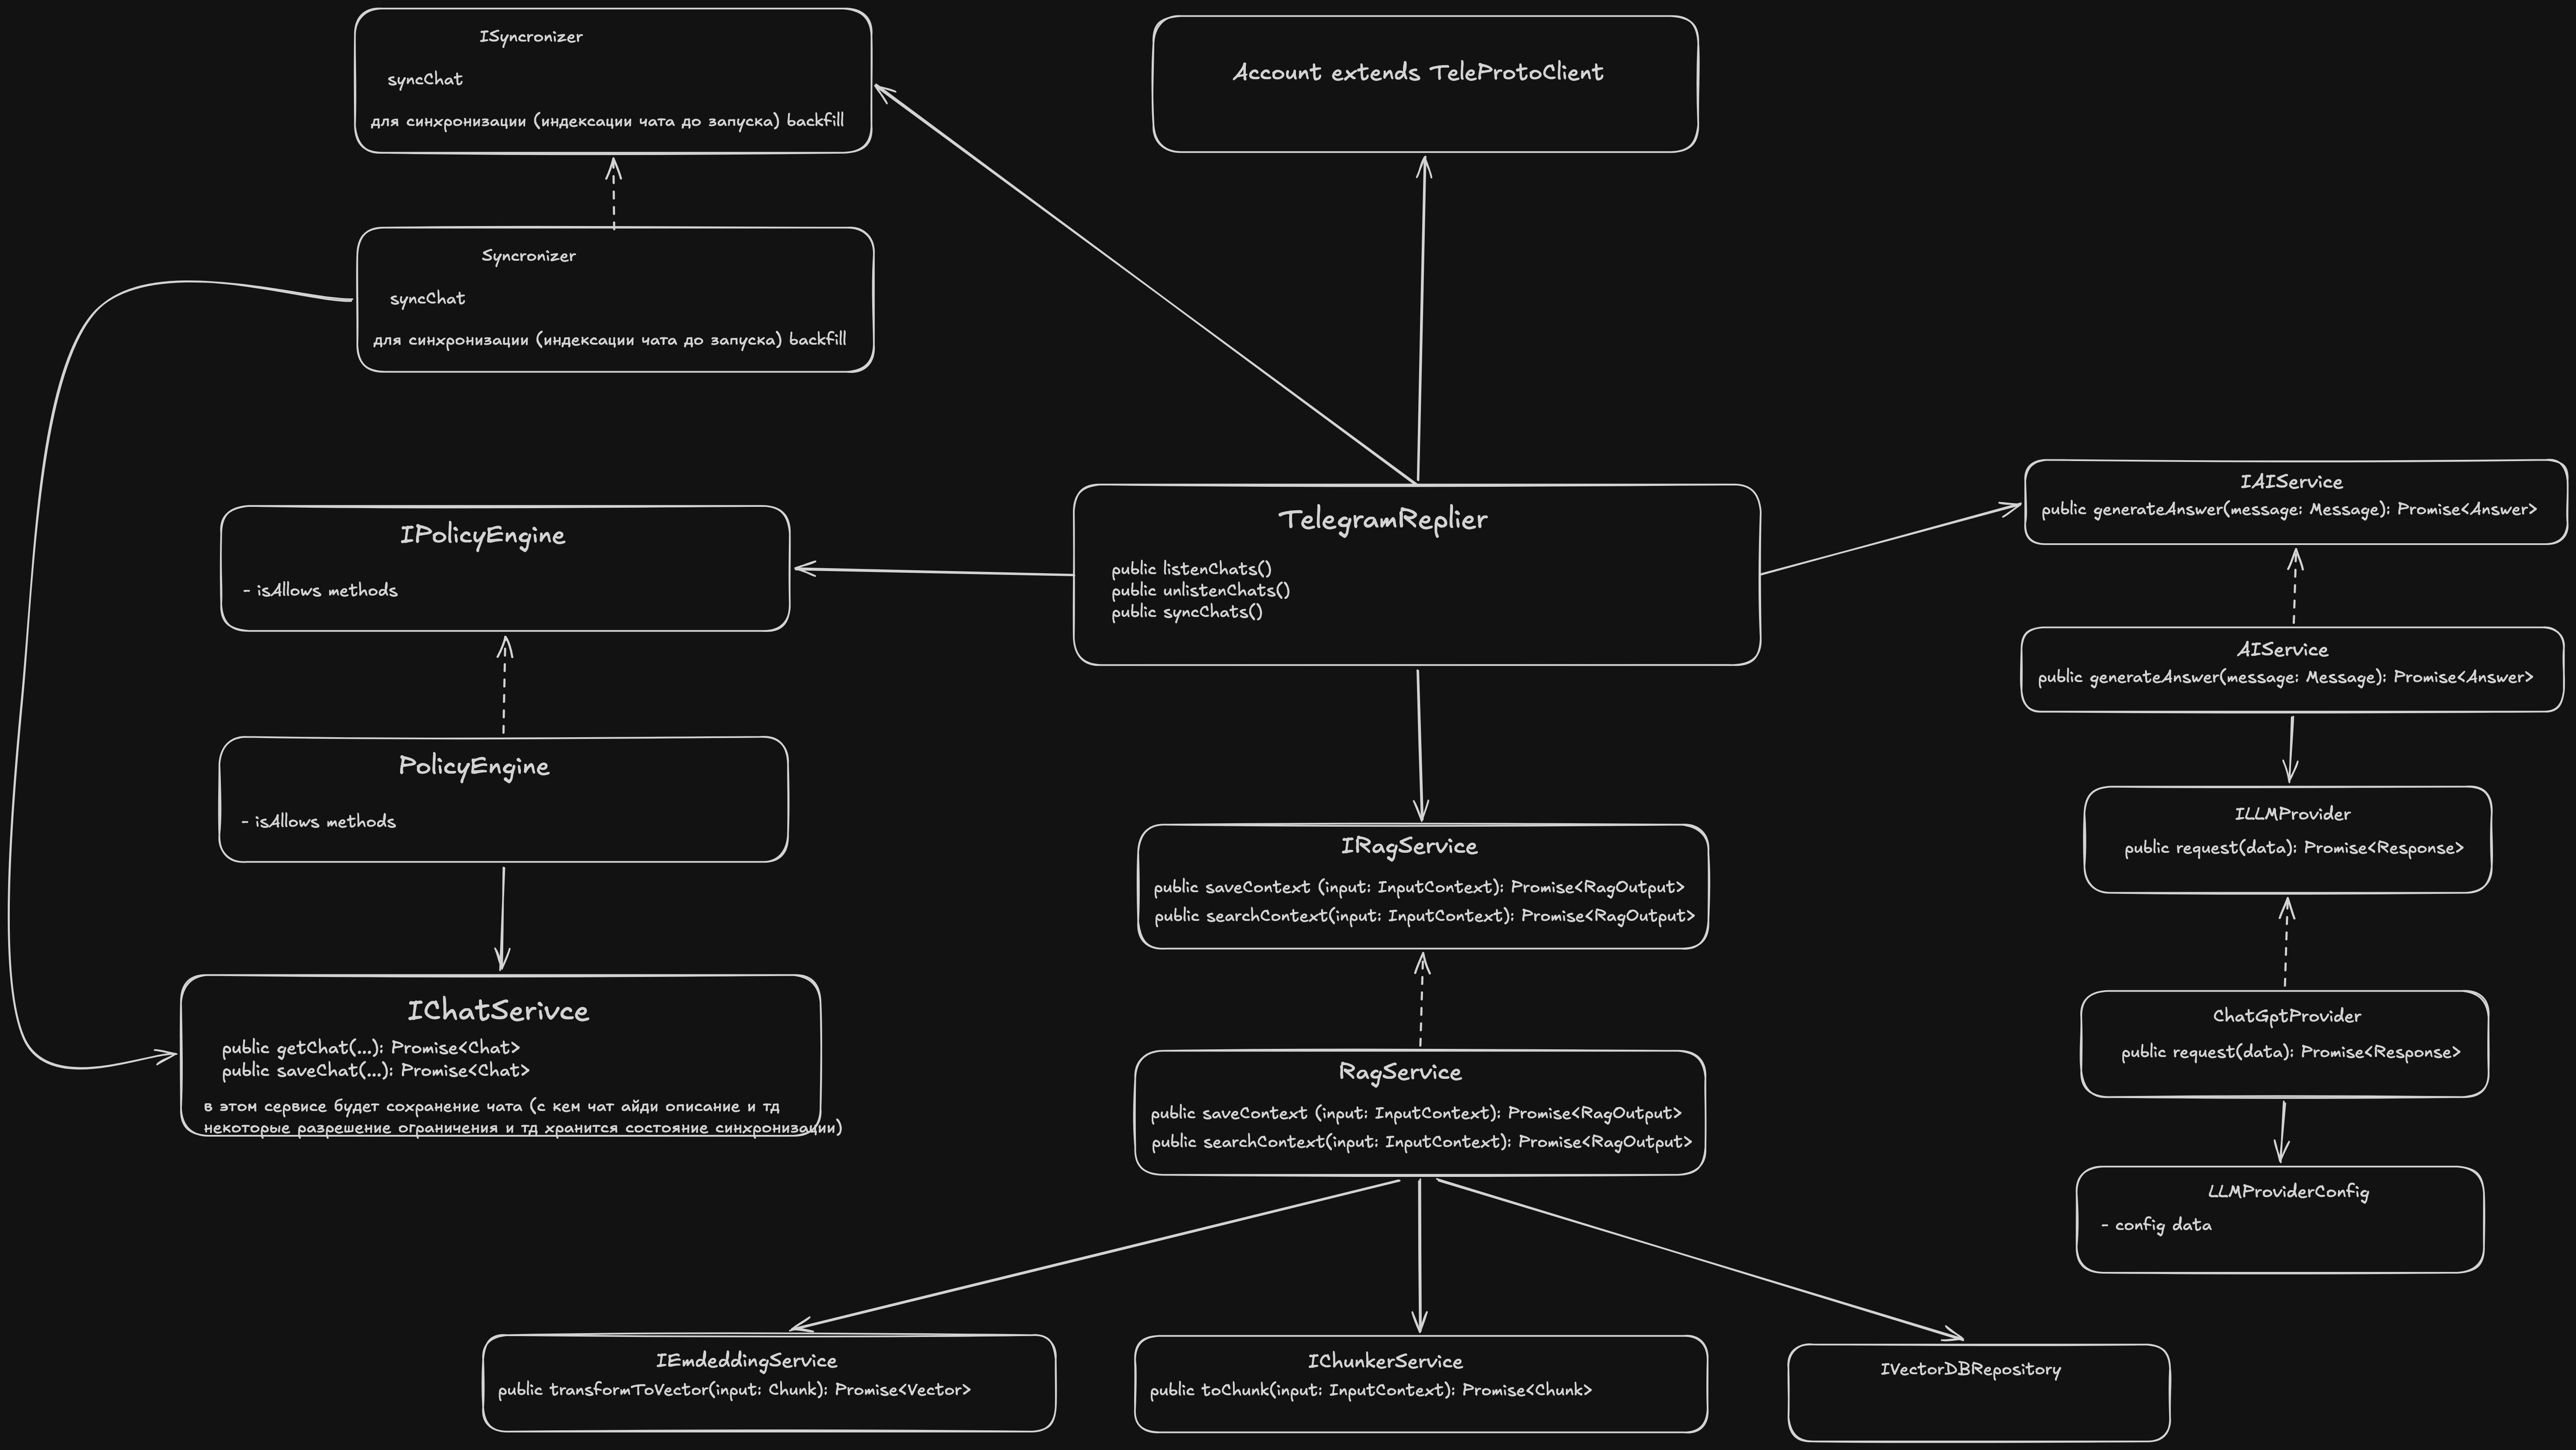 ISyncronizer
syncChat
для синхронизации (индексации чата до запуска) backfill
Account extends TeleProtoClient
Syncronizer
syncChat
для синхронизации (индексации чата до запуска) backfill
IPolicyEngine
- isAllows methods
TelegramReplier
public listenChats()
public unlistenChats()
public syncChats()
IAIService
public generateAnswer(message: Message): Promise<Answer>
AIService
public generateAnswer(message: Message): Promise<Answer>
PolicyEngine
- isAllows methods
ILLMProvider
public request(data): Promise<Response>
IRagService
public saveContext (input: InputContext): Promise<RagOutput>
public searchContext(input: InputContext): Promise<RagOutput>
IChatSerivce
public getChat(...): Promise<Chat>
public saveChat(...): Promise<Chat>
в этом сервисе будет сохранение чата (с кем чат айди описание и тд
некоторые разрешение ограничения и тд хранится состояние синхронизации)
RagService
public saveContext (input: InputContext): Promise<RagOutput>
public searchContext(input: InputContext): Promise<RagOutput>
ChatGptProvider
public request(data): Promise<Response>
LLMProviderConfig
- config data
IEmdeddingService
public transformToVector(input: Chunk): Promise<Vector>
IChunkerService
public toChunk(input: InputContext): Promise<Chunk>
IVectorDBRepository